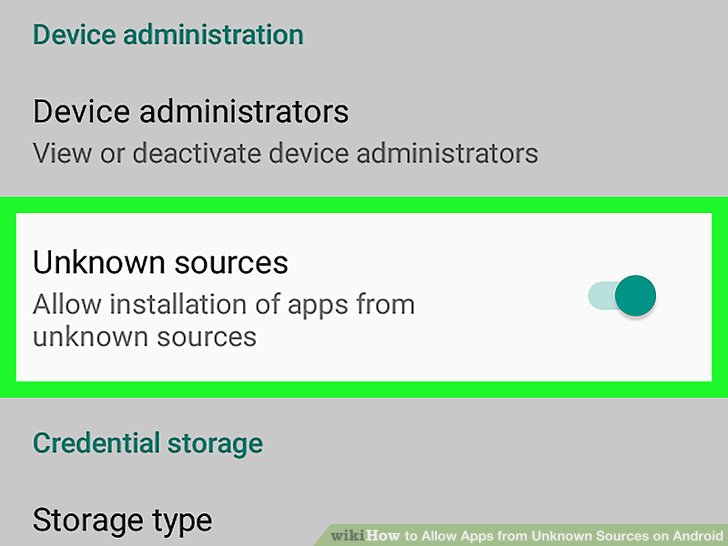 Device administration
Device administrators
View or deactivate device administrators
Unknown sources
Allow installation of apps from
unknown sources
Credential storage
Storage type
wikiHow to Allow Apps from Unknown Sources on Android